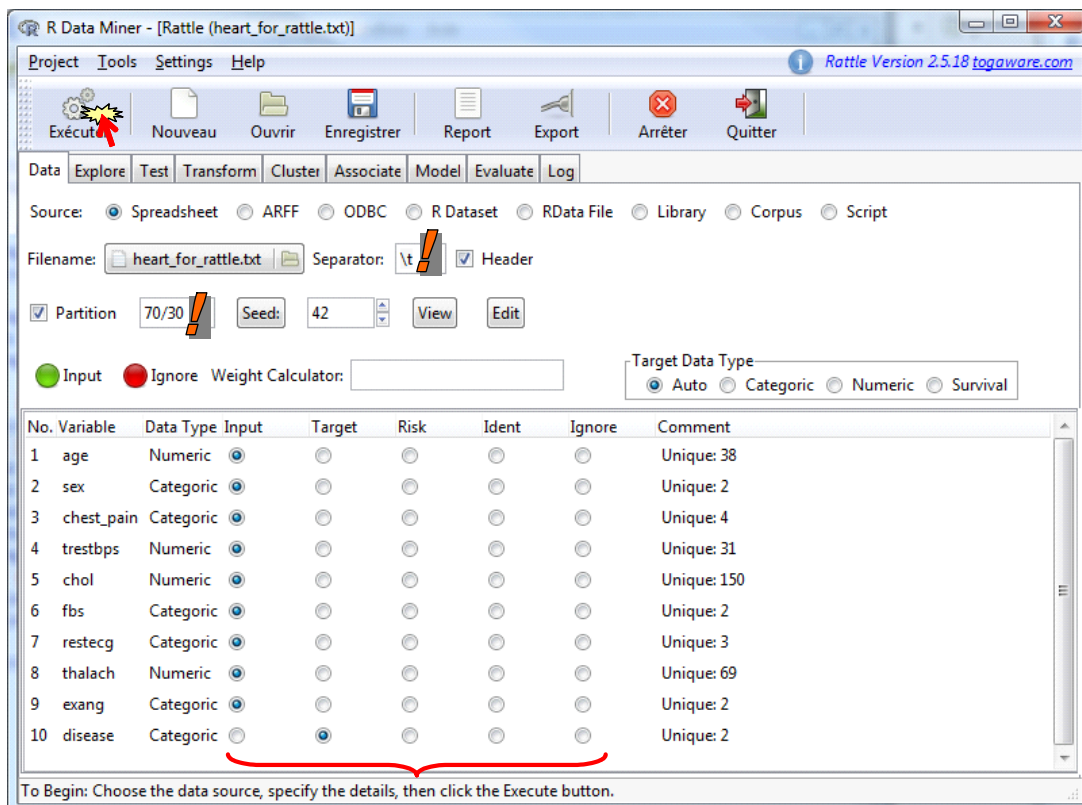 R Data Miner - [Rattle (heart_for_rattle.txt)]
Project Tools Settings Help Rattle Version 2.5.18 togaware.com
Nouveau Ouvrir Enregistrer Report Export Arrêter Quitter
Data Explore Test Transform Cluster Associate Model Evaluate Log
Source: Spreadsheet ARFF ODBC R Dataset RData File Library Corpus Script
Filename: heart_for_rattle.txt Separator: \t Header
Partition 70/30 Seed: 42 View Edit
Target Data Type
Input Ignore Weight Calculator: Auto Categoric Numeric Survival
No. Variable Data Type Input Target Risk Ident Ignore Comment
1 age Numeric Unique: 38
2 sex Categoric Unique: 2
3 chest_pain Categoric Unique: 4
4 trestbps Numeric Unique: 31
5 chol Numeric Unique: 150
6 fbs Categoric Unique: 2
7 restecg Categoric Unique: 3
8 thalach Numeric Unique: 69
9 exang Categoric Unique: 2
10 disease Categoric Unique: 2
To Begin: Choose the data source, specify the details, then click the Execute button.